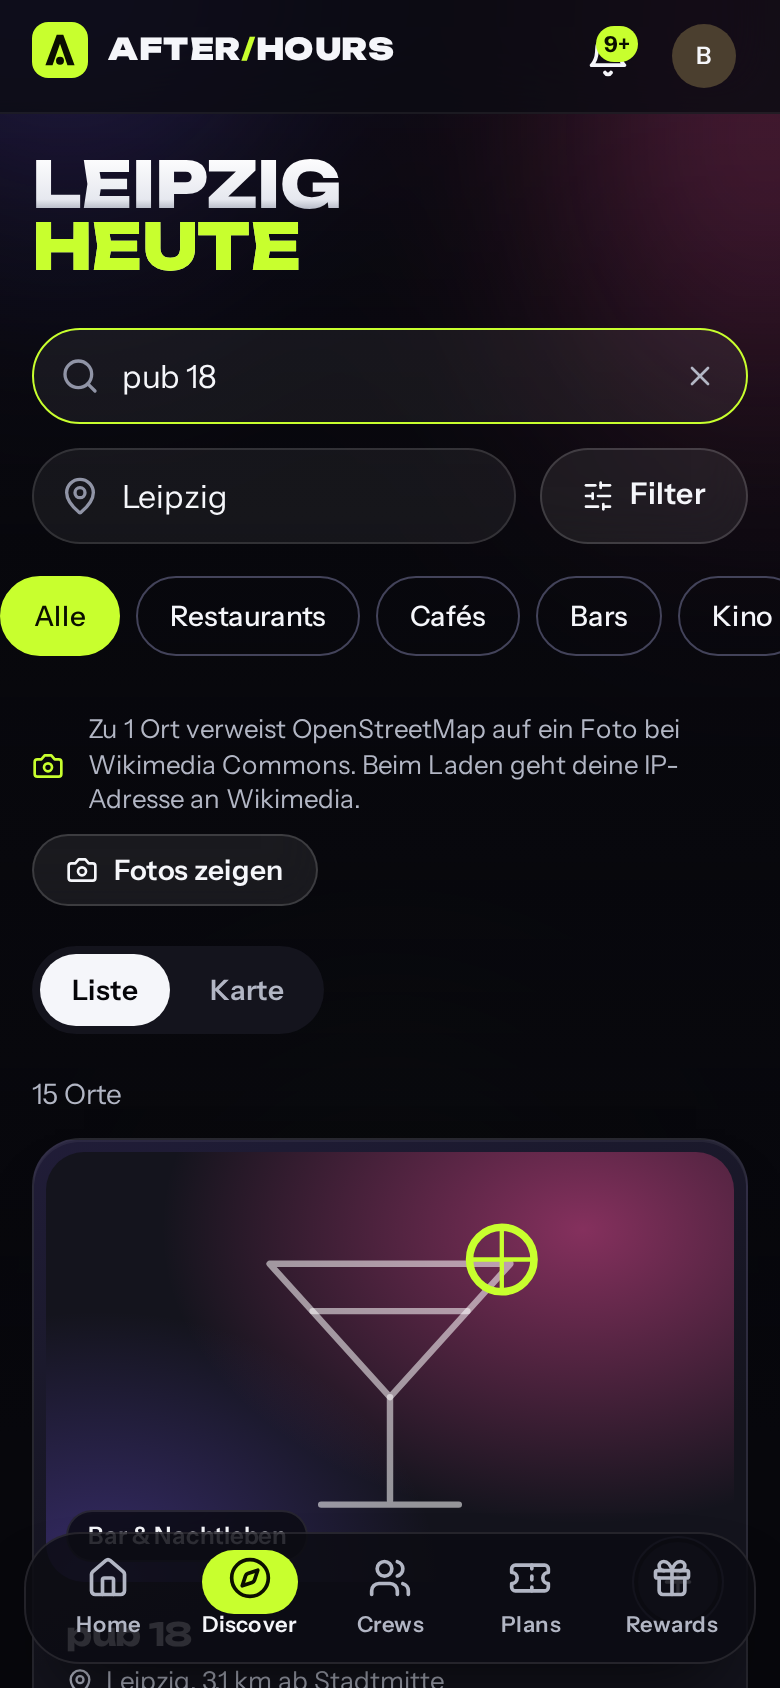 AFTER/HOURS
9+
B
LEIPZIG
HEUTE
pub 18
Leipzig
Filter
Alle
Restaurants
Cafés
Bars
Kino
Zu 1 Ort verweist OpenStreetMap auf ein Foto bei
Wikimedia Commons. Beim Laden geht deine IP-
Adresse an Wikimedia.
Fotos zeigen
Liste
Karte
15 Orte
Bar & Nachtleben
Home
Discover
Crews
Plans
Rewards
pub 18
Leipzig, 3,1 km ab Stadtmitte